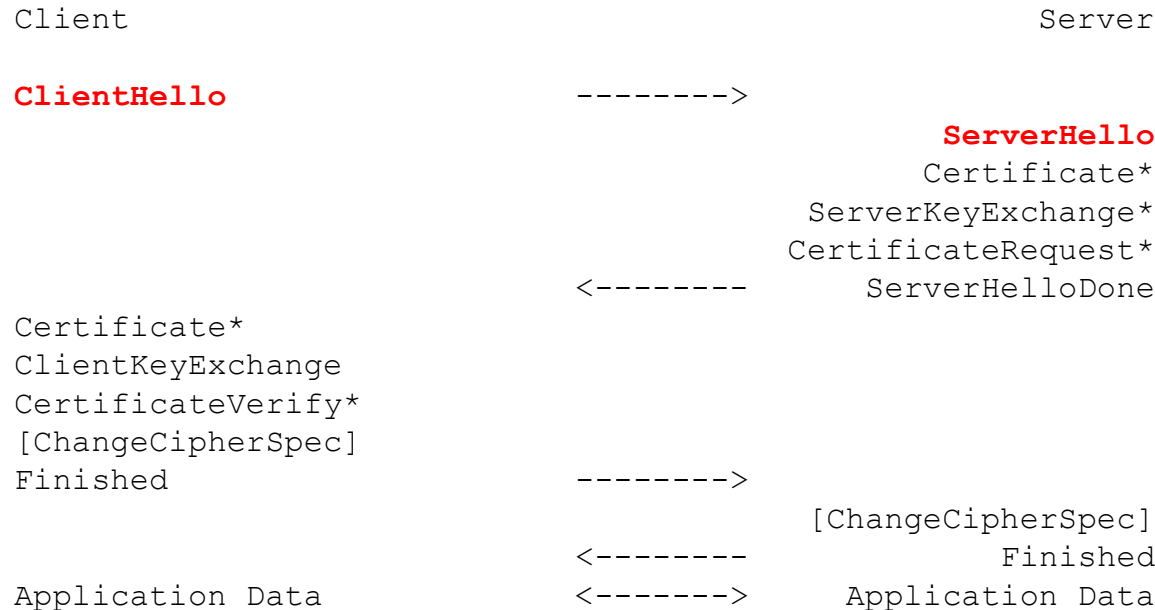 Client Server
ClientHello -------->
ServerHello
Certificate*
ServerKeyExchange*
CertificateRequest*
<-------- ServerHelloDone
Certificate*
ClientKeyExchange
CertificateVerify*
[ChangeCipherSpec]
Finished -------->
[ChangeCipherSpec]
<-------- Finished
Application Data <-------> Application Data